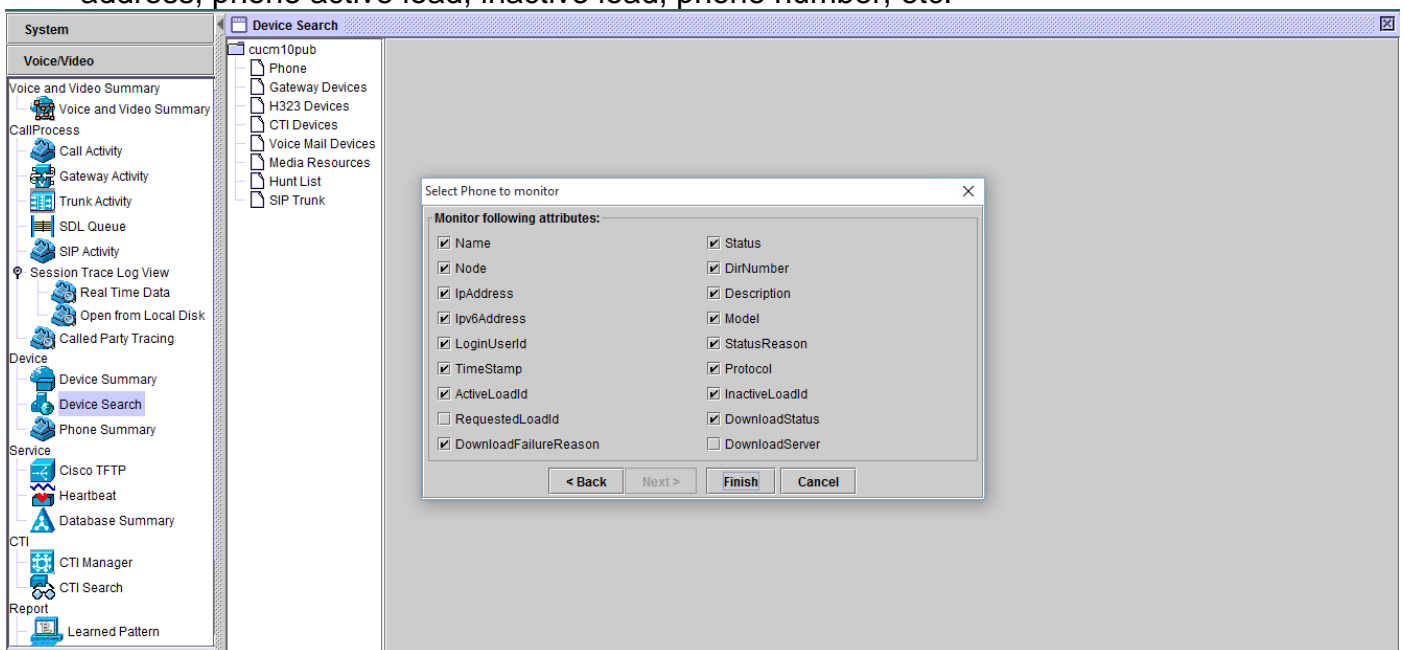 address, phone active load, inactive load, phone number, etc.
System
Voice/Video
Voice and Video Summary
Voice and Video Summary
CallProcess
Call Activity
Gateway Activity
Trunk Activity
SDL Queue
SIP Activity
Session Trace Log View
Real Time Data
Open from Local Disk
Called Party Tracing
Device
Device Summary
Device Search
Phone Summary
Service
Cisco TFTP
Heartbeat
Database Summary
CTI
CTI Manager
CTI Search
Report
Learned Pattern
Device Search
cucm10pub
Phone
Gateway Devices
H323 Devices
CTI Devices
Voice Mail Devices
Media Resources
Hunt List
SIP Trunk
Select Phone to monitor
Monitor following attributes:
Name Status
Node DirNumber
IpAddress Description
Ipv6Address Model
LoginUserId StatusReason
TimeStamp Protocol
ActiveLoadId InactiveLoadId
RequestedLoadId DownloadStatus
DownloadFailureReason DownloadServer
< Back Next > Finish Cancel